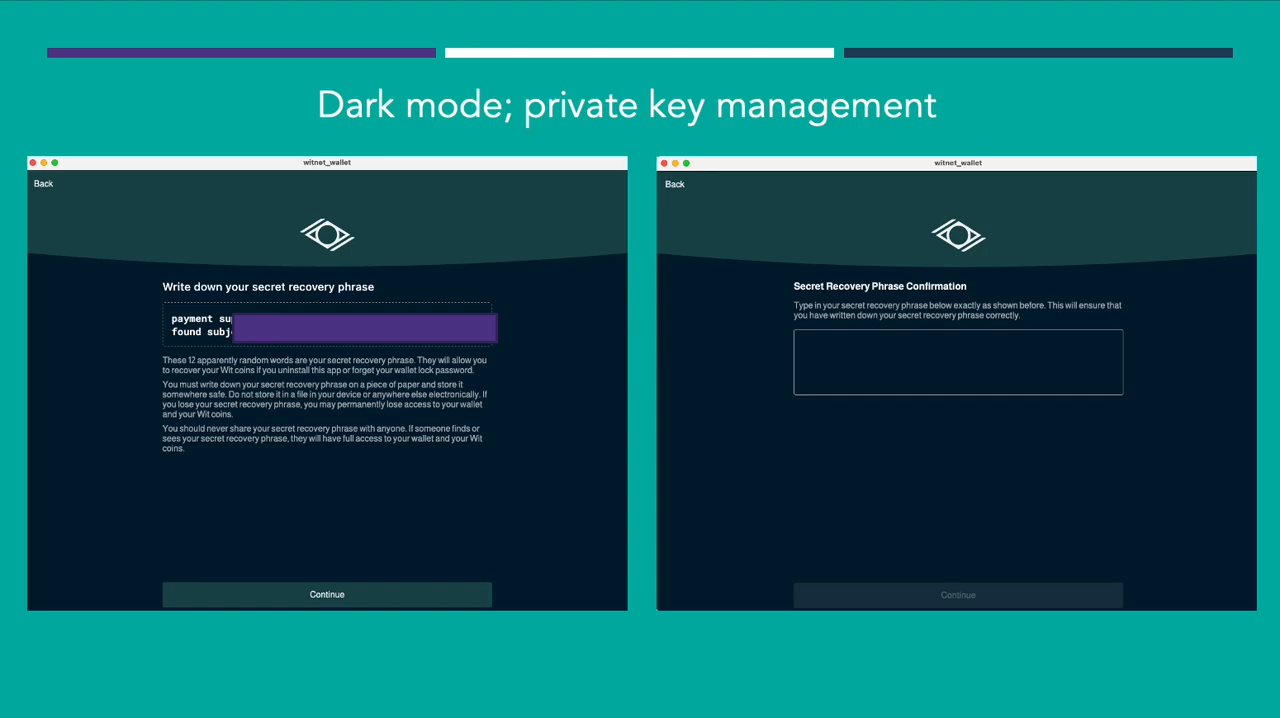 Dark mode; private key management
witnet_wallet
Back
Write down your secret recovery phrase
payment
found
These 12 apparently random words are your secret recovery phrase. They will allow you
to recover your Wit coins if you uninstall this app or forget your wallet lock password.
You must write down your secret recovery phrase on a piece of paper and store it
somewhere safe. Do not store it in a file in your device or anywhere else electronically. If
you lose your secret recovery phrase, you may permanently lose access to your wallet
and your Wit coins.
You should never share your secret recovery phrase with anyone. If someone finds or
sees your secret recovery phrase, they will have full access to your wallet and your Wit
coins.
Continue
witnet_wallet
Back
Secret Recovery Phrase Confirmation
Type in your secret recovery phrase below exactly as shown before. This will ensure that
you have written down your secret recovery phrase correctly.
Continue